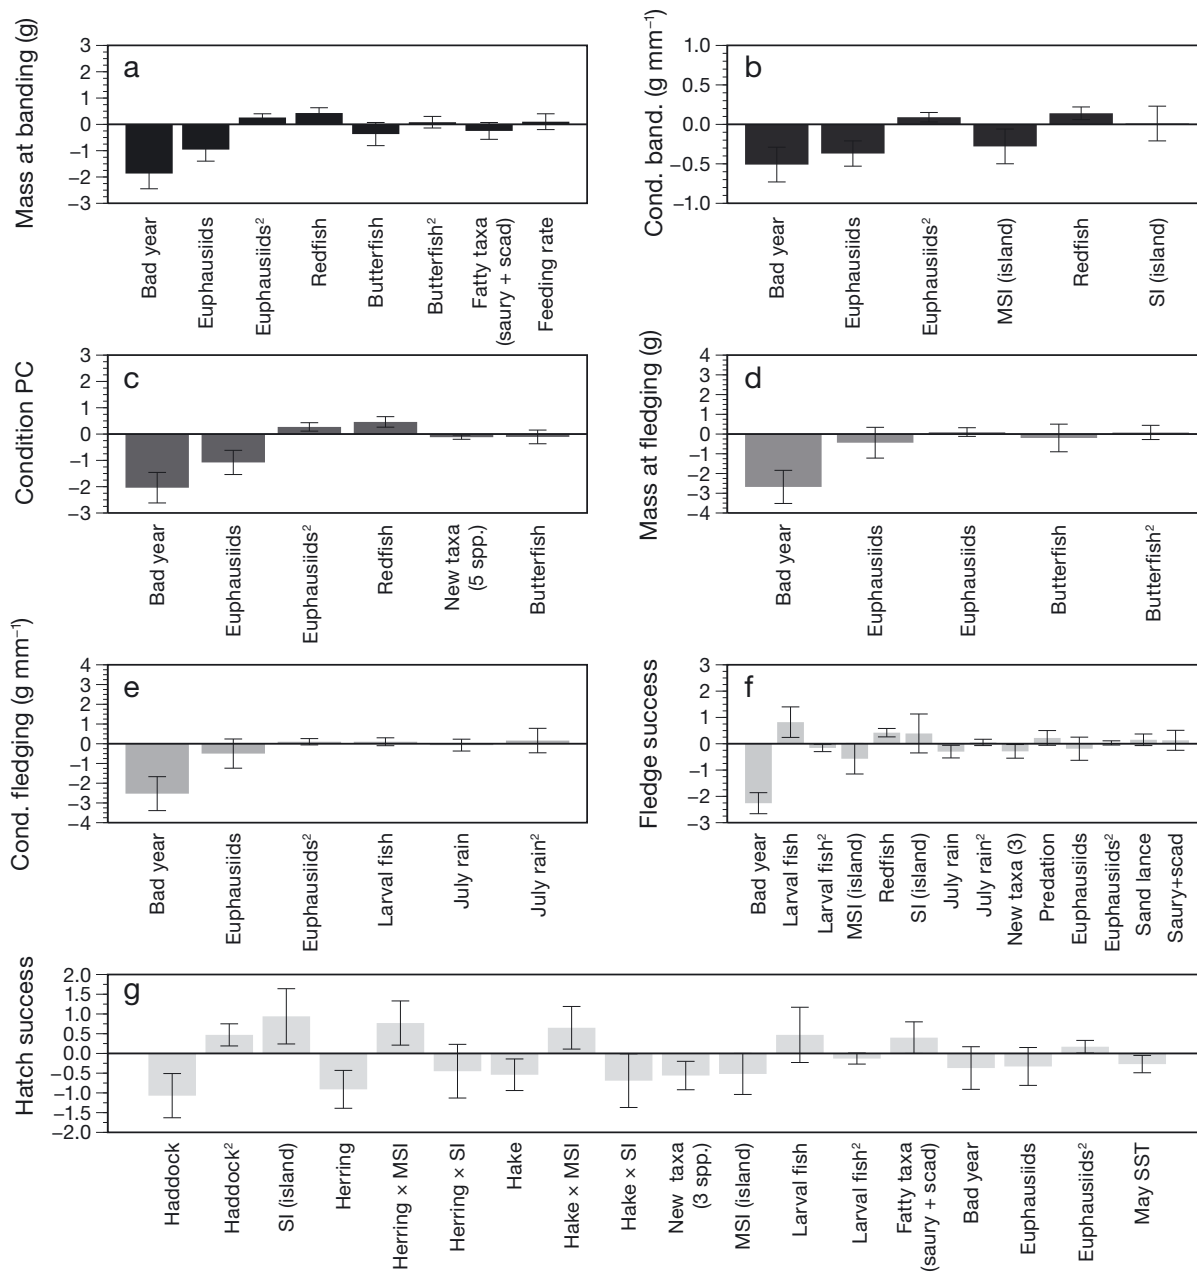 Mass at banding (g)
3
2
1
0
−1
−2
−3
a
Bad year
Euphausiids
Euphausiids²
Redfish
Butterfish
Butterfish²
Fatty taxa
(saury + scad)
Feeding rate
Cond. band. (g mm⁻¹)
1.0
0.5
0.0
−0.5
−1.0
b
Bad year
Euphausiids
Euphausiids²
MSI (island)
Redfish
SI (island)
Condition PC
3
2
1
0
−1
−2
−3
c
Bad year
Euphausiids
Euphausiids²
Redfish
New taxa
(5 spp.)
Butterfish
Mass at fledging (g)
4
3
2
1
0
−1
−2
−3
−4
d
Bad year
Euphausiids
Euphausiids
Butterfish
Butterfish²
Cond. fledging (g mm⁻¹)
4
3
2
1
0
−1
−2
−3
−4
e
Bad year
Euphausiids
Euphausiids²
Larval fish
July rain
July rain²
Fledge success
3
2
1
0
−1
−2
−3
f
Bad year
Larval fish
Larval fish²
MSI (island)
Redfish
SI (island)
July rain
July rain²
New taxa (3)
Predation
Euphausiids
Euphausiids²
Sand lance
Saury+scad
Hatch success
2.0
1.5
1.0
0.5
0.0
−0.5
−1.0
−1.5
−2.0
g
Haddock
Haddock²
SI (island)
Herring
Herring × MSI
Herring × SI
Hake
Hake × MSI
Hake × SI
New taxa
(3 spp.)
MSI (island)
Larval fish
Larval fish²
Fatty taxa
(saury + scad)
Bad year
Euphausiids
Euphausiids²
May SST